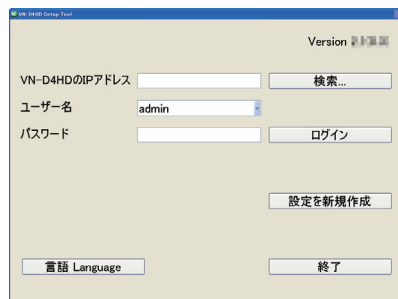 VN-D4HD Setup Tool
Version
VN-D4HDのIPアドレス
検索...
ユーザー名
admin
パスワード
ログイン
設定を新規作成
言語 Language
終了